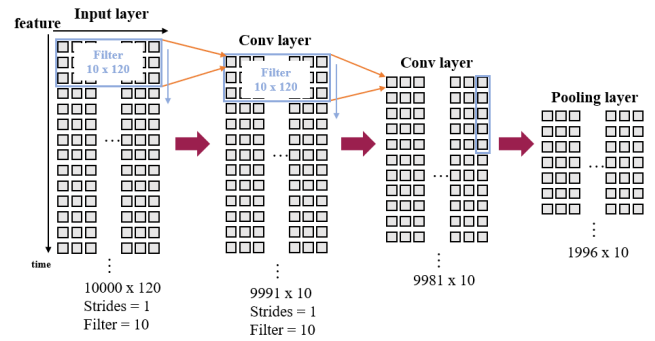 Input layer
feature
Filter
10 x 120
...
time
⋮
10000 x 120
Strides = 1
Filter = 10
Conv layer
Filter
10 x 120
...
⋮
9991 x 10
Strides = 1
Filter = 10
Conv layer
...
⋮
9981 x 10
Pooling layer
...
⋮
1996 x 10